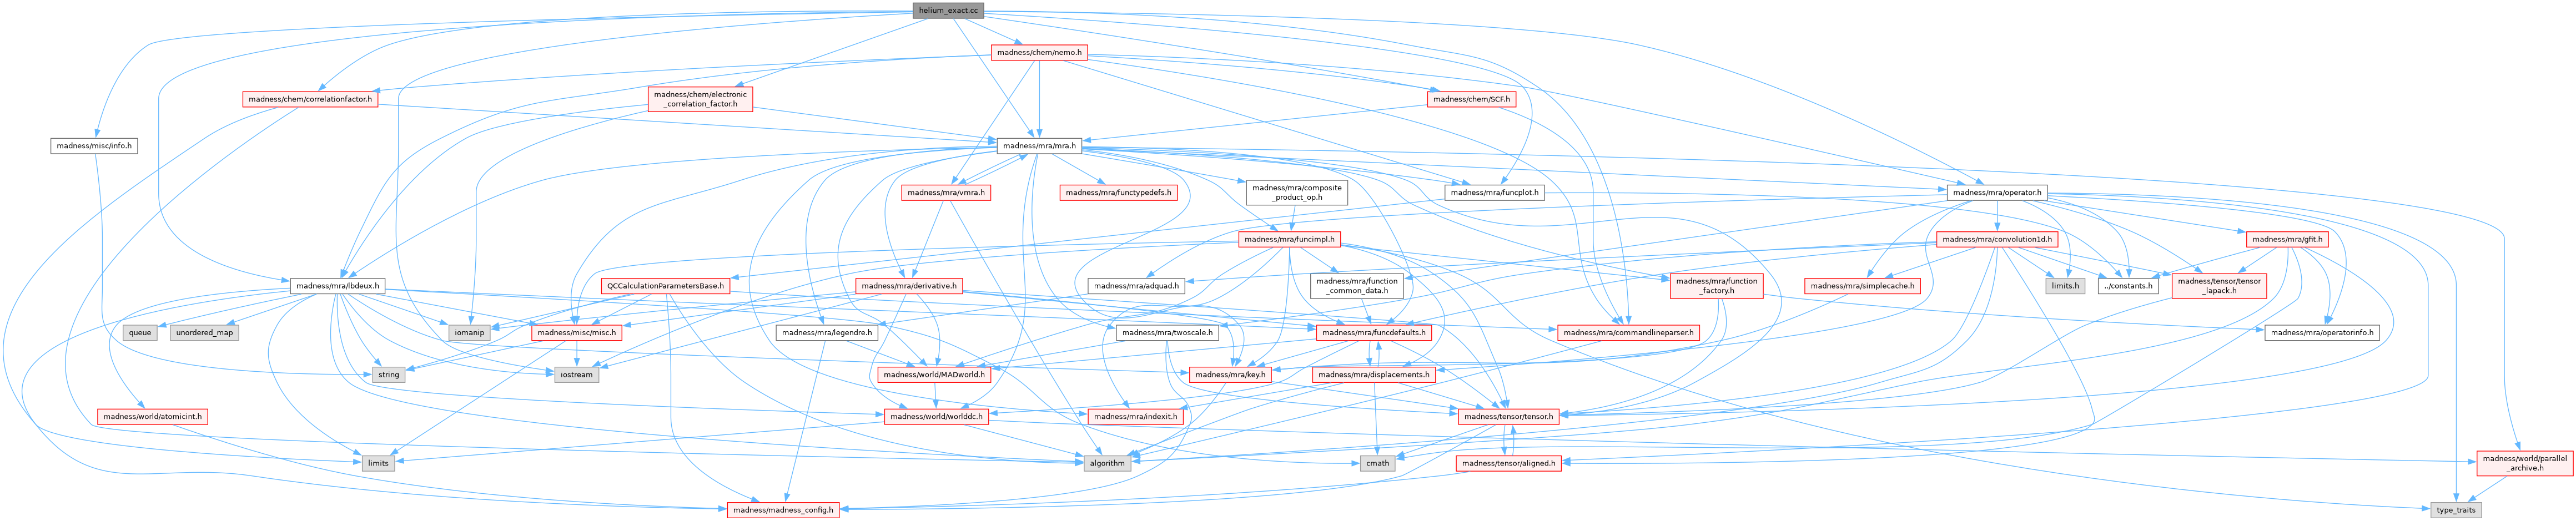 helium_exact.cc
madness/chem/nemo.h
madness/chem/correlationfactor.h
madness/chem/electronic
_correlation_factor.h
madness/chem/SCF.h
madness/misc/info.h
madness/mra/mra.h
madness/mra/vmra.h
madness/mra/functypedefs.h
madness/mra/composite
_product_op.h
madness/mra/funcplot.h
madness/mra/operator.h
madness/mra/funcimpl.h
madness/mra/convolution1d.h
madness/mra/gfit.h
madness/mra/lbdeux.h
QCCalculationParametersBase.h
madness/mra/derivative.h
madness/mra/adquad.h
madness/mra/function
_common_data.h
madness/mra/function
_factory.h
madness/mra/simplecache.h
limits.h
../constants.h
madness/tensor/tensor
_lapack.h
queue
unordered_map
iomanip
madness/misc/misc.h
madness/mra/legendre.h
madness/mra/twoscale.h
madness/mra/funcdefaults.h
madness/mra/commandlineparser.h
madness/mra/operatorinfo.h
string
iostream
madness/world/MADworld.h
madness/mra/key.h
madness/mra/displacements.h
madness/world/atomicint.h
madness/world/worlddc.h
madness/mra/indexit.h
madness/tensor/tensor.h
limits
algorithm
cmath
madness/tensor/aligned.h
madness/world/parallel
_archive.h
madness/madness_config.h
type_traits